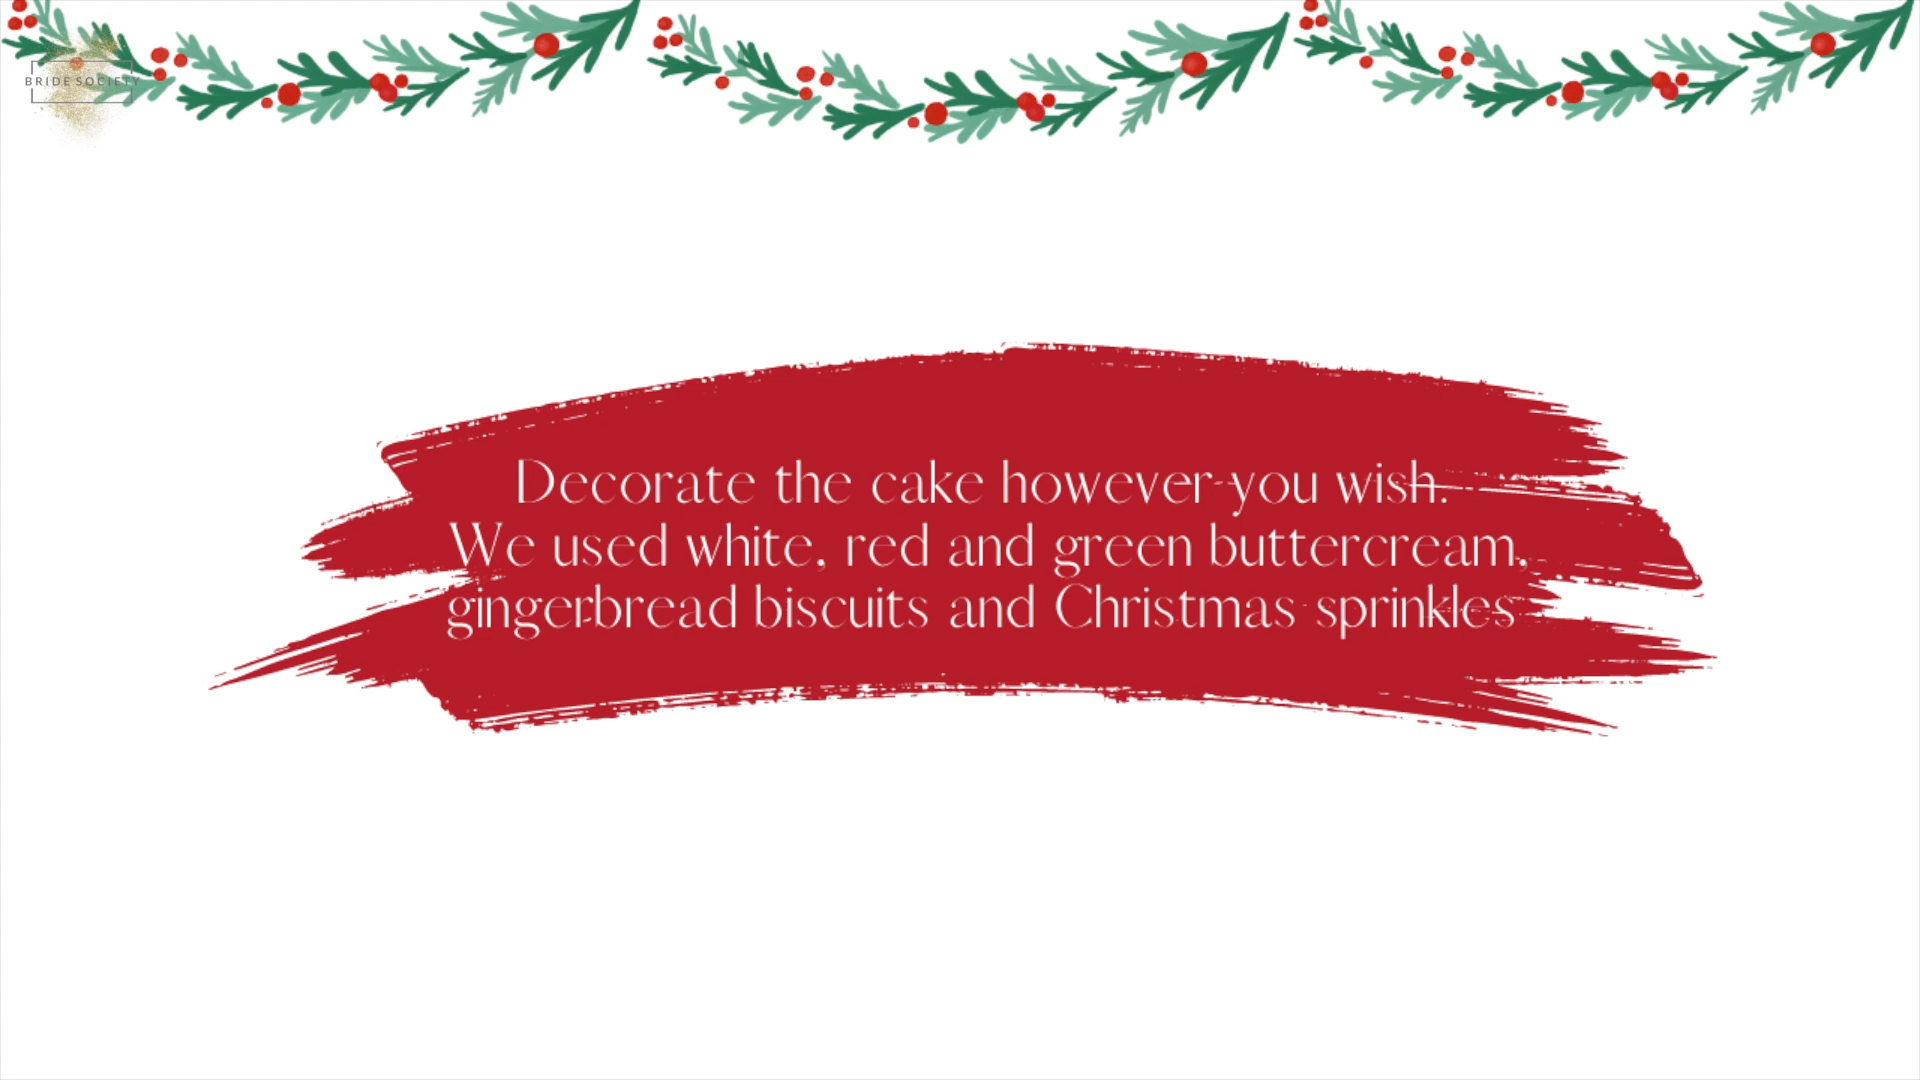 BRIDE SOCIETY
Decorate the cake however you wish.
We used white, red and green buttercream,
gingerbread biscuits and Christmas sprinkles